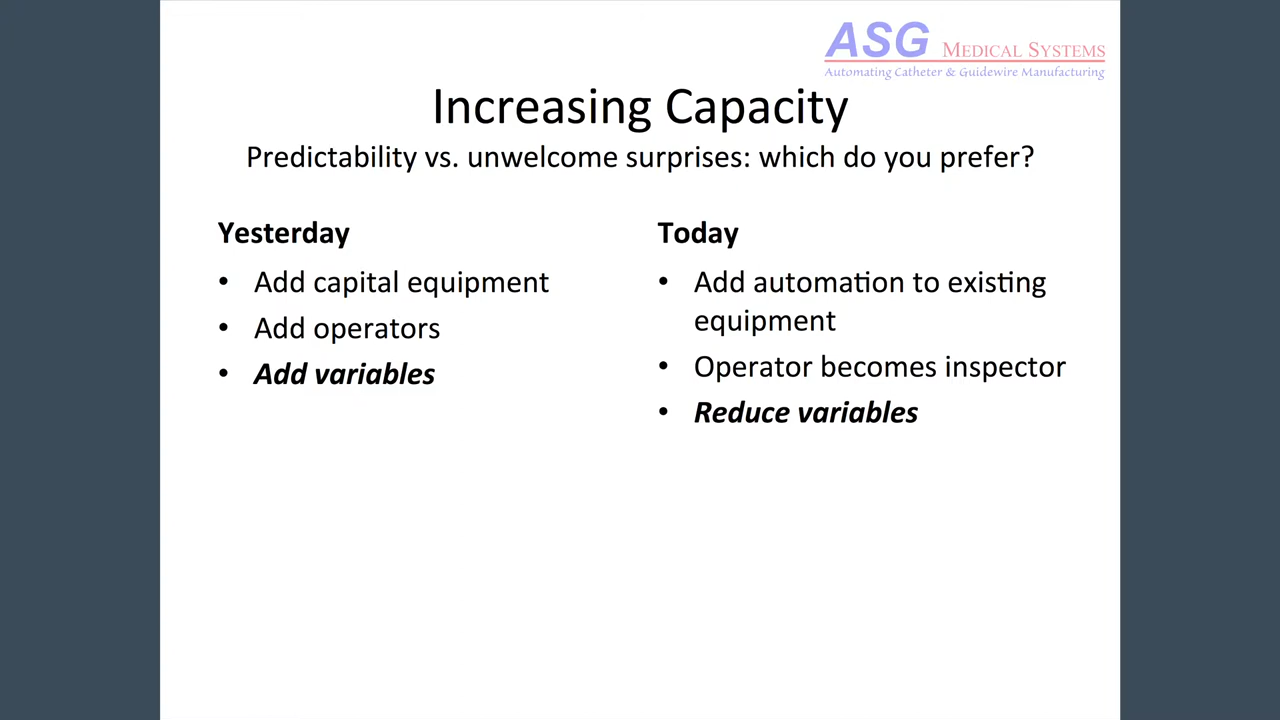 ASG MEDICAL SYSTEMS
Automating Catheter & Guidewire Manufacturing
Increasing Capacity
Predictability vs. unwelcome surprises: which do you prefer?
Yesterday
• Add capital equipment
• Add operators
• Add variables
Today
• Add automation to existing
equipment
• Operator becomes inspector
• Reduce variables